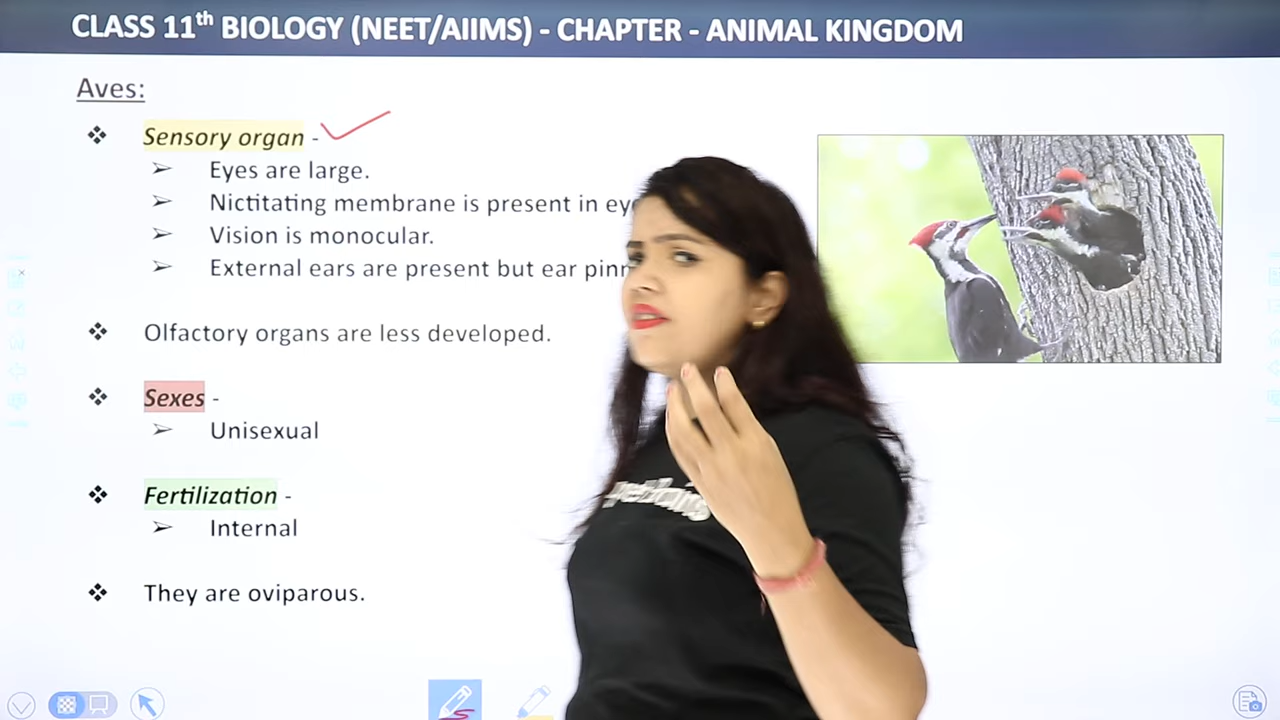 CLASS 11th BIOLOGY (NEET/AIIMS) - CHAPTER - ANIMAL KINGDOM
Aves:
Sensory organ -
Eyes are large.
Nictitating membrane is present in
Vision is monocular.
External ears are present but ear
Olfactory organs are less developed.
Sexes -
Unisexual
Fertilization -
Internal
They are oviparous.